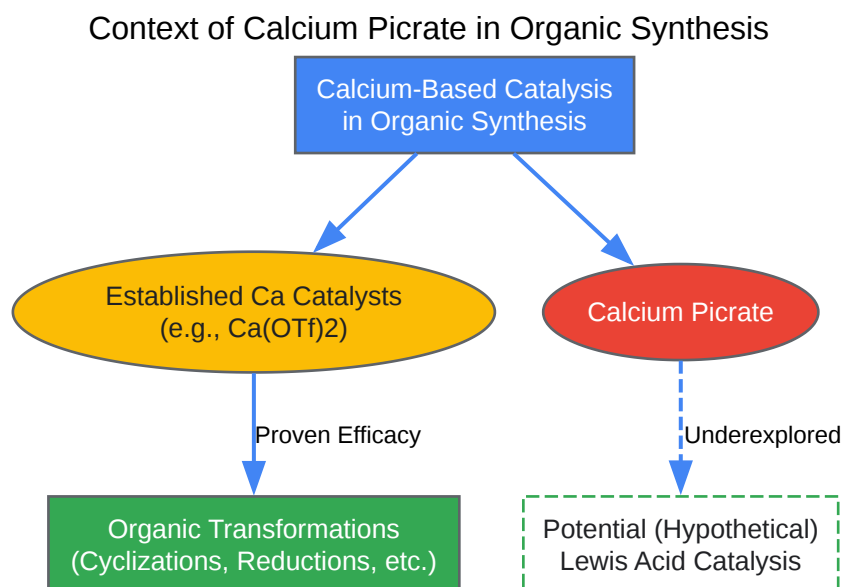 Context of Calcium Picrate in Organic Synthesis
Calcium-Based Catalysis
in Organic Synthesis
Established Ca Catalysts
(e.g., Ca(OTf)2)
Calcium Picrate
Proven Efficacy
Underexplored
Organic Transformations
(Cyclizations, Reductions, etc.)
Potential (Hypothetical)
Lewis Acid Catalysis